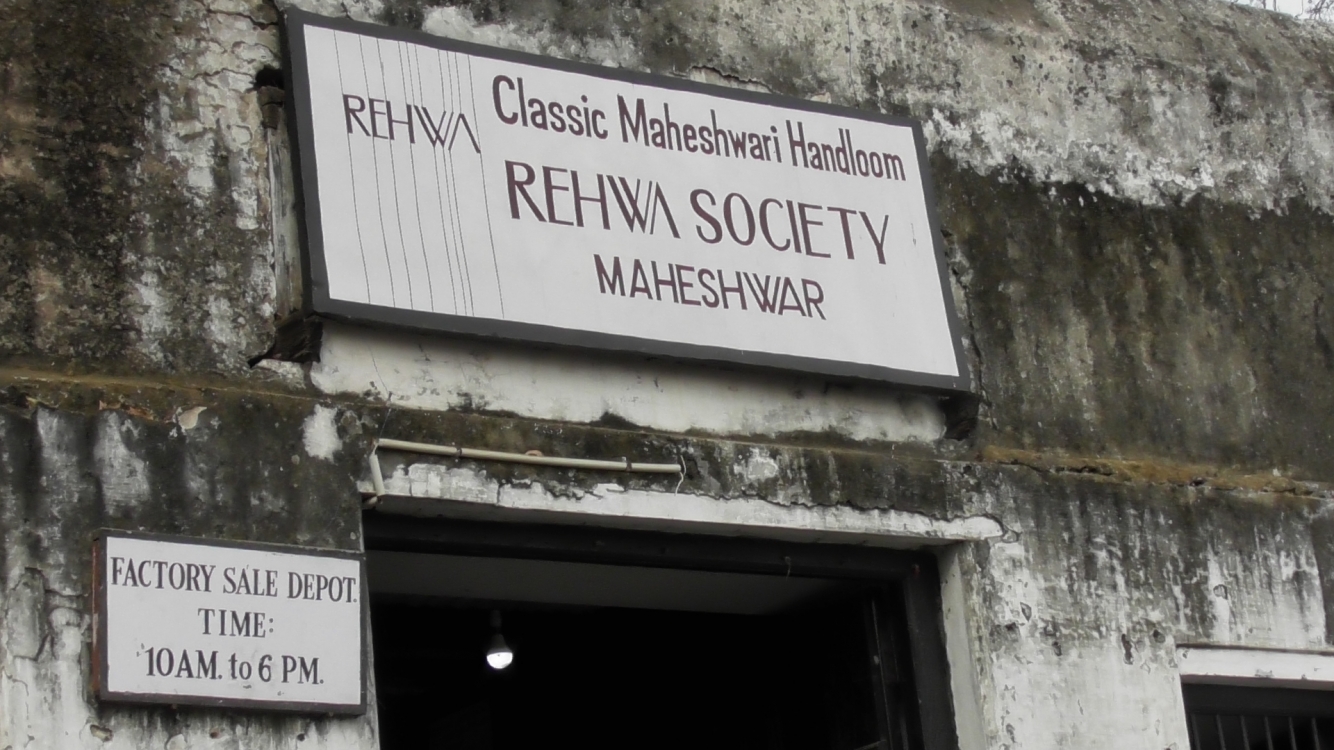 REHWA
Classic Maheshwari Handloom
REHWA SOCIETY
MAHESHWAR
FACTORY SALE DEPOT.
TIME:
10AM. to 6 PM.